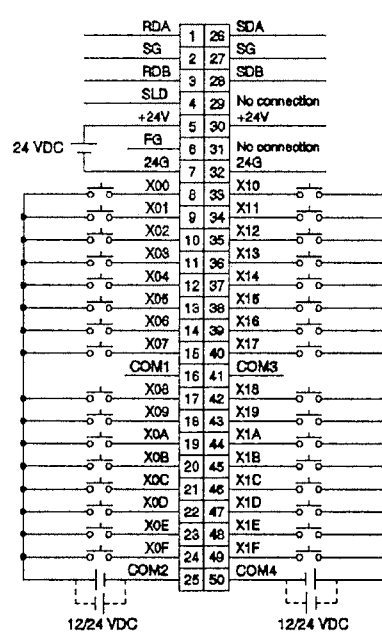 RDA 1 26 SDA
SG 2 27 SG
RDB 3 28 SDB
SLD 4 29 No connection
+24V 5 30 +24V
24 VDC FG 6 31 No connection
24G 7 32 24G
X00 8 33 X10
X01 9 34 X11
X02 10 35 X12
X03 11 36 X13
X04 12 37 X14
X05 13 38 X15
X06 14 39 X16
X07 15 40 X17
COM1 16 41 COM3
X08 17 42 X18
X09 18 43 X19
X0A 19 44 X1A
X0B 20 45 X1B
X0C 21 46 X1C
X0D 22 47 X1D
X0E 23 48 X1E
X0F 24 49 X1F
COM2 25 50 COM4
12/24 VDC 12/24 VDC